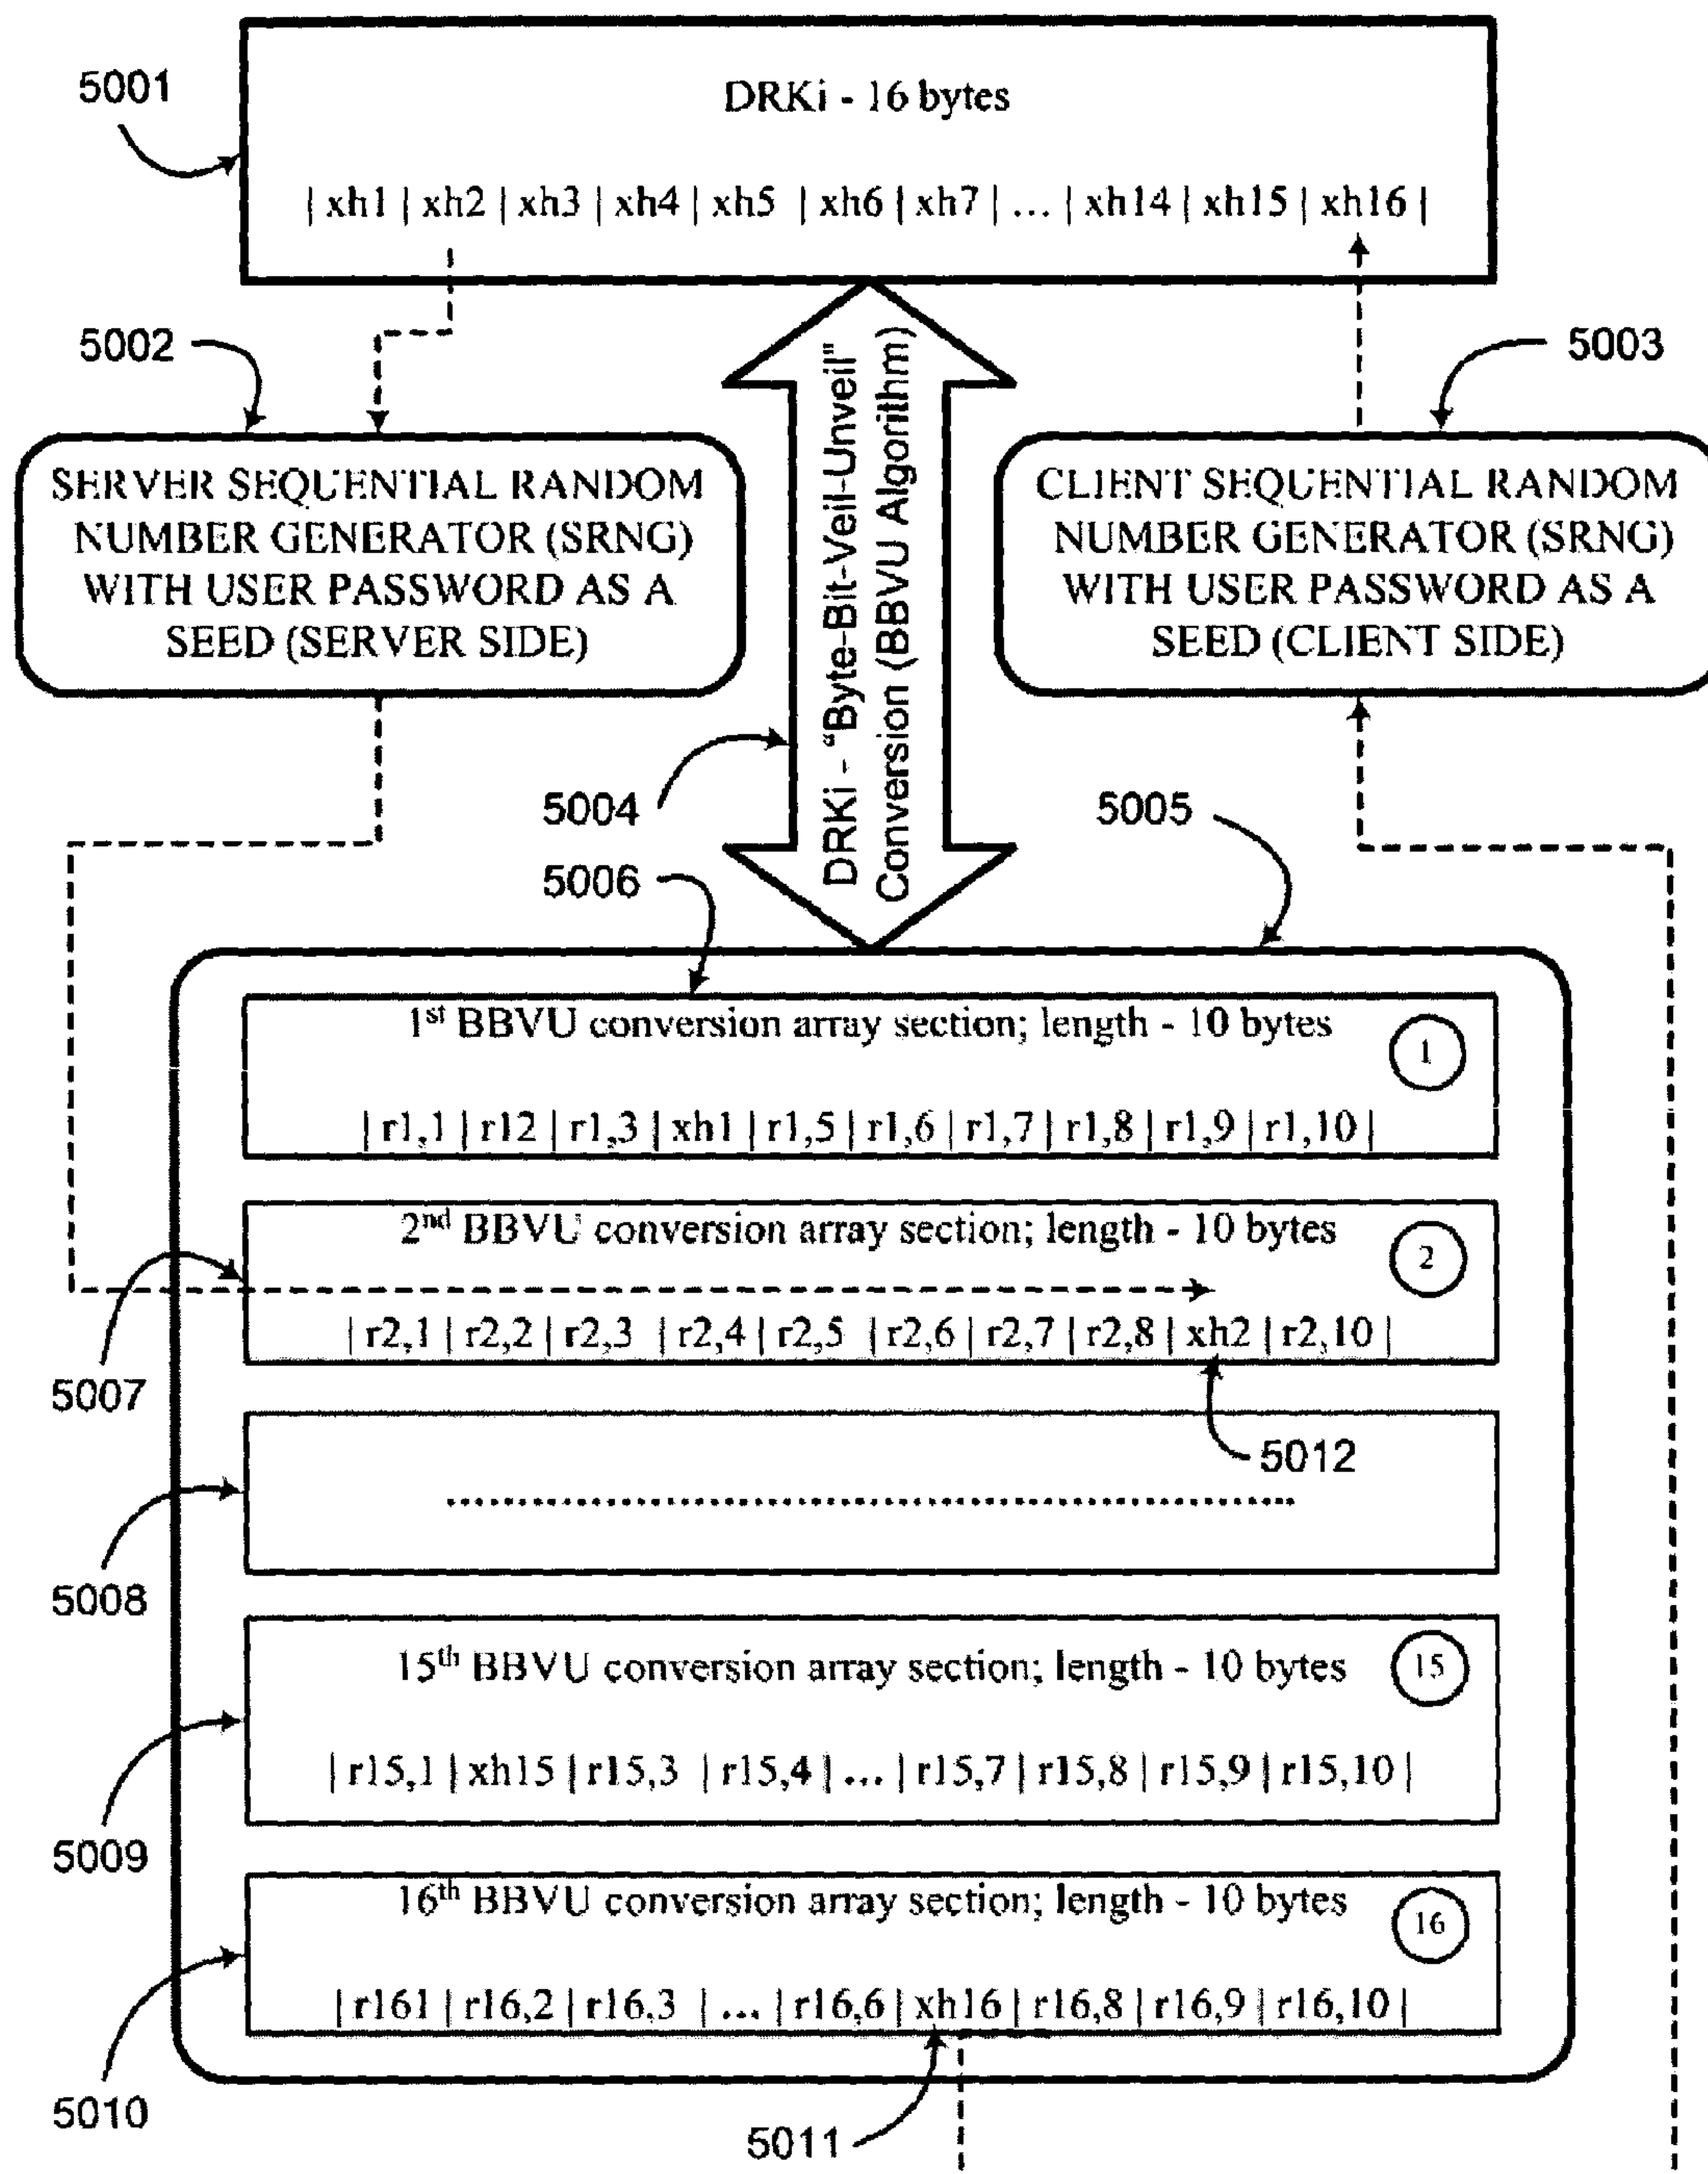 5001
DRKi - 16 bytes
| xh1 | xh2 | xh3 | xh4 | xh5 | xh6 | xh7 | ... | xh14 | xh15 | xh16 |
5002
5003
SERVER SEQUENTIAL RANDOM
NUMBER GENERATOR (SRNG)
WITH USER PASSWORD AS A
SEED (SERVER SIDE)
DRKi - "Byte-Bit-Veil-Unveil"
Conversion (BBVU Algorithm)
CLIENT SEQUENTIAL RANDOM
NUMBER GENERATOR (SRNG)
WITH USER PASSWORD AS A
SEED (CLIENT SIDE)
5004
5005
5006
1st BBVU conversion array section; length - 10 bytes
1
| r1,1 | r12 | r1,3 | xh1 | r1,5 | r1,6 | r1,7 | r1,8 | r1,9 | r1,10 |
2nd BBVU conversion array section; length - 10 bytes
2
| r2,1 | r2,2 | r2,3 | r2,4 | r2,5 | r2,6 | r2,7 | r2,8 | xh2 | r2,10 |
5007
5012
5008
15th BBVU conversion array section; length - 10 bytes
15
| r15,1 | xh15 | r15,3 | r15,4 | ... | r15,7 | r15,8 | r15,9 | r15,10 |
5009
16th BBVU conversion array section; length - 10 bytes
16
| r161 | r16,2 | r16,3 | ... | r16,6 | xh16 | r16,8 | r16,9 | r16,10 |
5010
5011